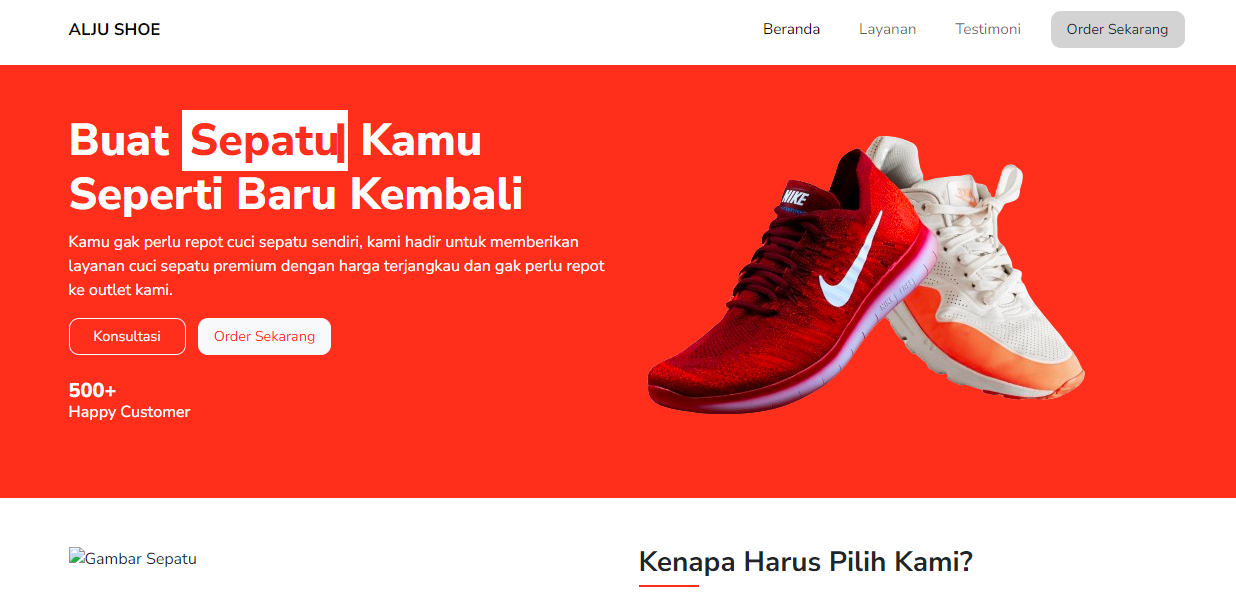 ALJU SHOE
Beranda
Layanan
Testimoni
Order Sekarang
Buat Sepatu Kamu
Seperti Baru Kembali
Kamu gak perlu repot cuci sepatu sendiri, kami hadir untuk memberikan
layanan cuci sepatu premium dengan harga terjangkau dan gak perlu repot
ke outlet kami.
Konsultasi
Order Sekarang
500+
Happy Customer
NIKE
NIKE FREE
Gambar Sepatu
Kenapa Harus Pilih Kami?